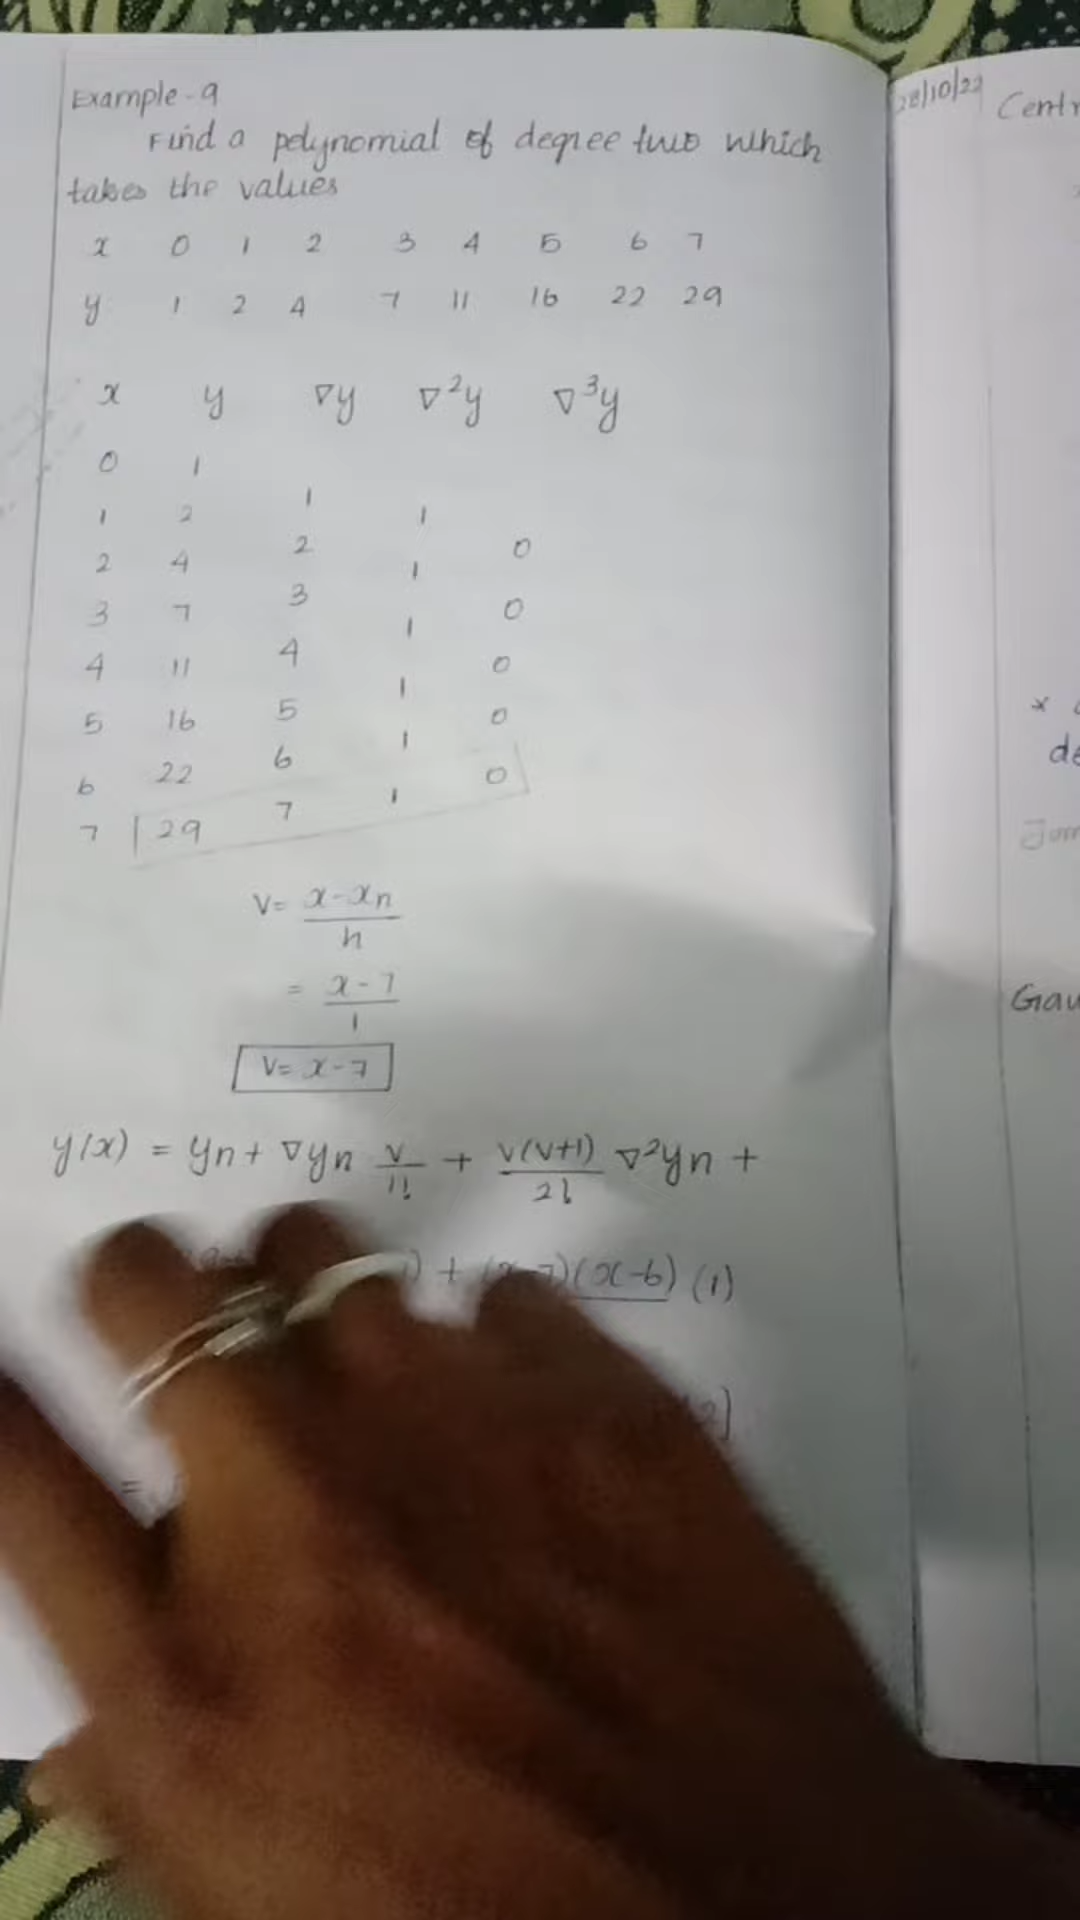 Example-9
Find a polynomial of degree two which
takes the values
x 0 1 2 3 4 5 6 7
y 1 2 4 7 11 16 22 29
x y ∇y ∇²y ∇³y
0 1
1
1 2 1
2 0
2 4 1
3 0
3 7 1
4 0
4 11 1
5 0
5 16 1
6 0
6 22 1
7
7 29
V= x-xn
h
= x-7
1
V= x-7
y(x) = yn+ ∇yn v/1! + v(v+1)/2! ∇²yn +
) + (x-7)(x-6) (1)
2]
=
28/10/22
Gau